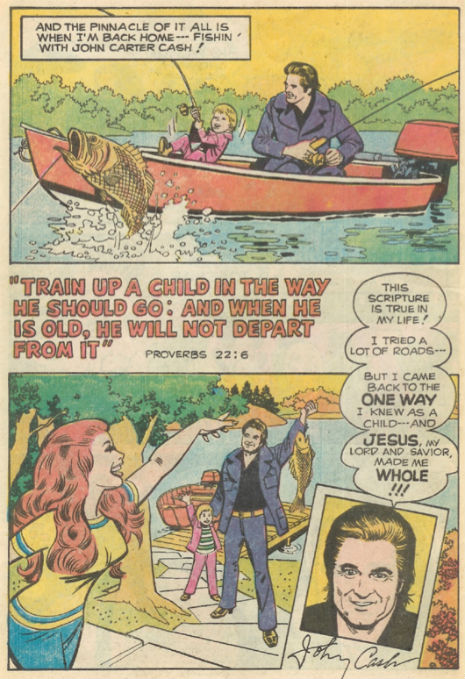 AND THE PINNACLE OF IT ALL IS
WHEN I'M BACK HOME--- FISHIN'
WITH JOHN CARTER CASH!
"TRAIN UP A CHILD IN THE WAY
HE SHOULD GO: AND WHEN HE
IS OLD, HE WILL NOT DEPART
FROM IT"
PROVERBS 22:6
THIS
SCRIPTURE
IS TRUE IN
MY LIFE!
I TRIED A
LOT OF ROADS---
BUT I CAME
BACK TO THE
ONE WAY
I KNEW AS A
CHILD---AND
JESUS, MY
LORD AND SAVIOR,
MADE ME
WHOLE
!!!
Johny Cash